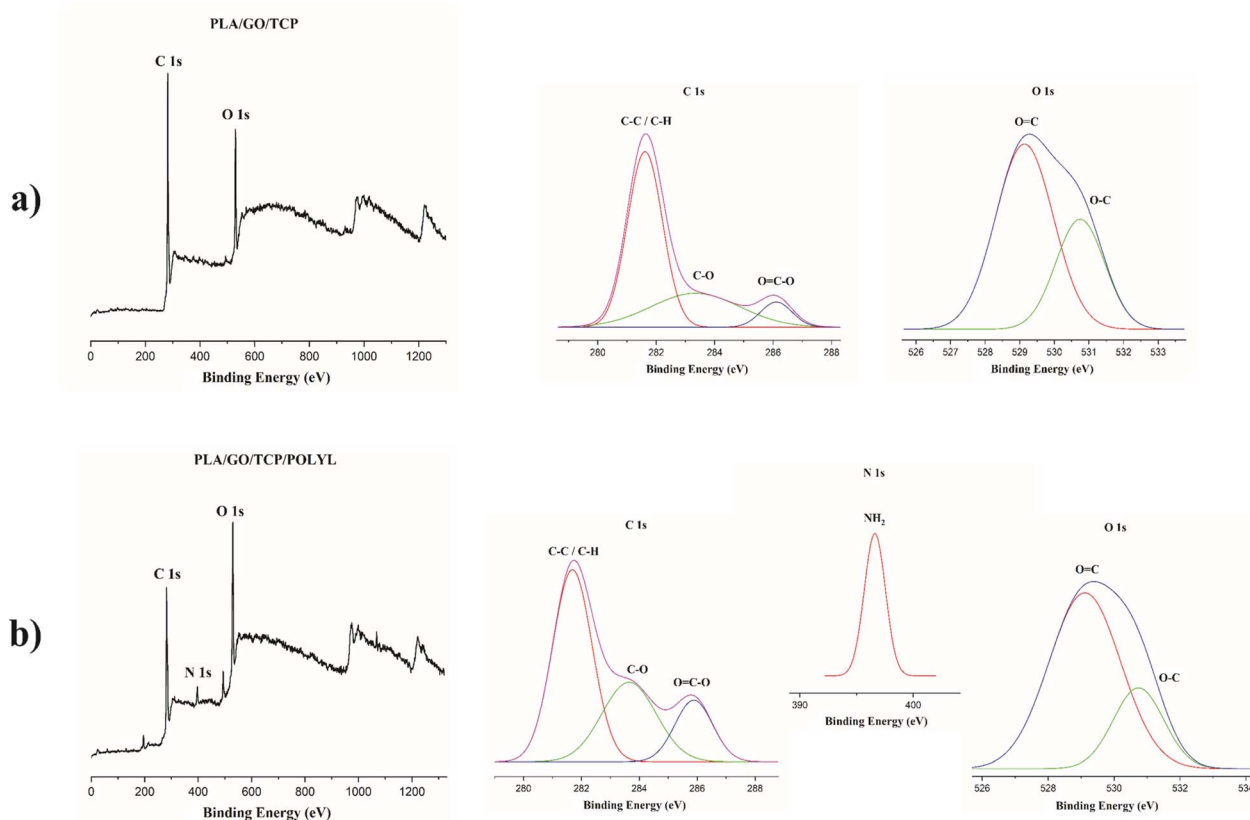 a)
PLA/GO/TCP
C 1s
O 1s
0 200 400 600 800 1000 1200
Binding Energy (eV)
C 1s
C-C / C-H
C-O
O=C-O
280 282 284 286 288
Binding Energy (eV)
O 1s
O=C
O-C
526 527 528 529 530 531 532 533
Binding Energy (eV)
b)
PLA/GO/TCP/POLYL
O 1s
C 1s
N 1s
0 200 400 600 800 1000 1200
Binding Energy (eV)
C 1s
C-C / C-H
C-O
O=C-O
280 282 284 286 288
Binding Energy (eV)
N 1s
NH₂
390 400
Binding Energy (eV)
O 1s
O=C
O-C
526 528 530 532 534
Binding Energy (eV)